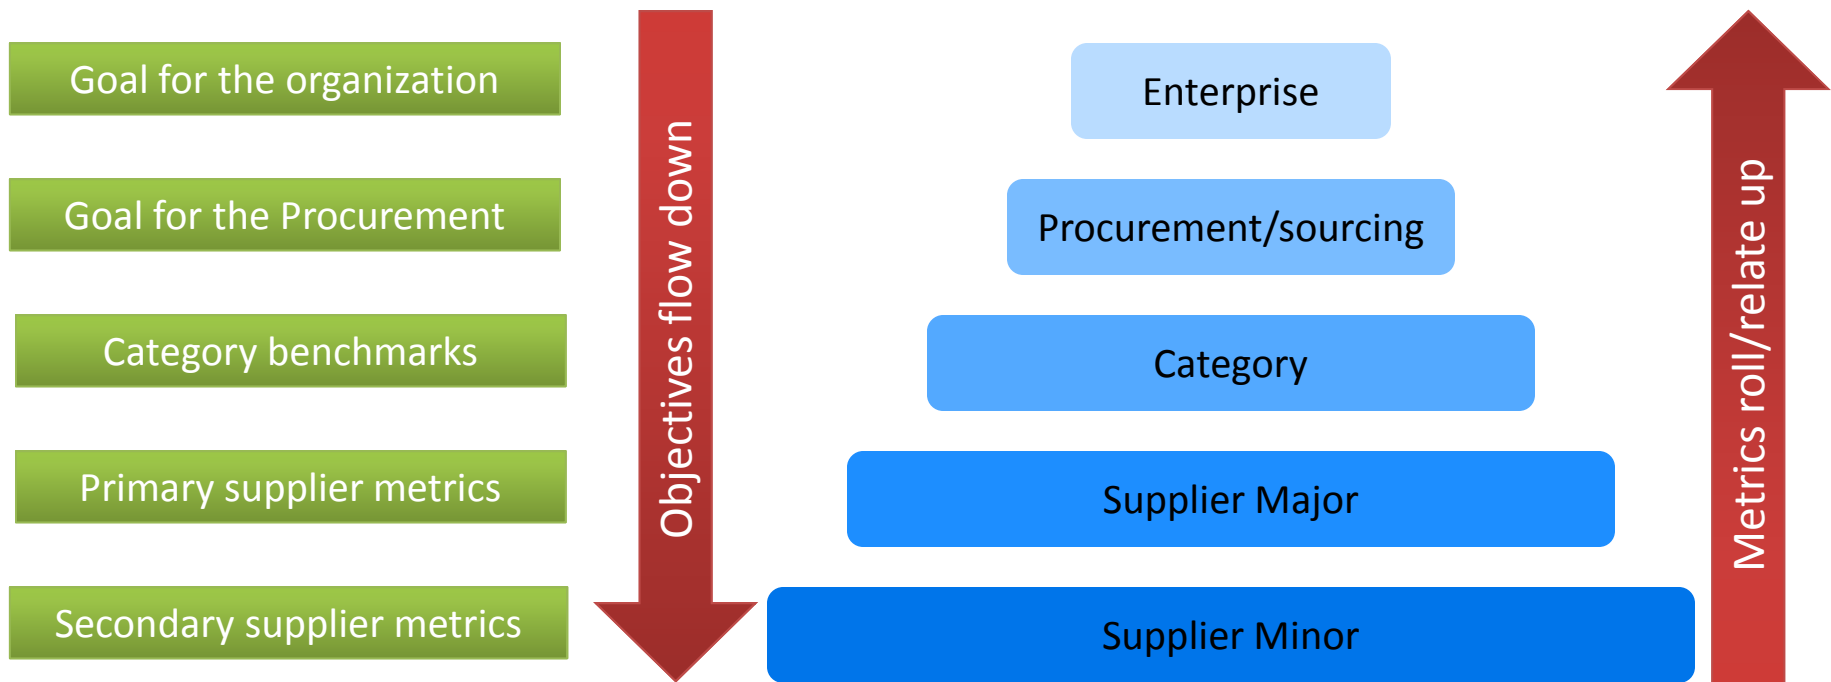 Goal for the organization
Goal for the Procurement
Category benchmarks
Primary supplier metrics
Secondary supplier metrics
Objectives flow down
Enterprise
Procurement/sourcing
Category
Supplier Major
Supplier Minor
Metrics roll/relate up